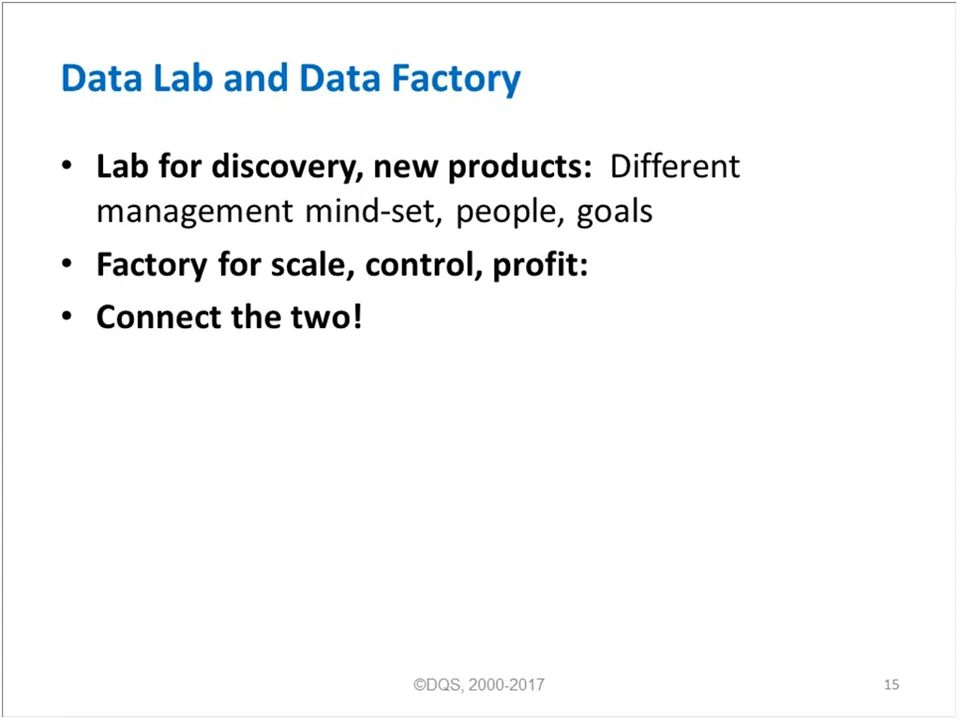 Data Lab and Data Factory
• Lab for discovery, new products: Different
management mind-set, people, goals
• Factory for scale, control, profit:
• Connect the two!
©DQS, 2000-2017
15